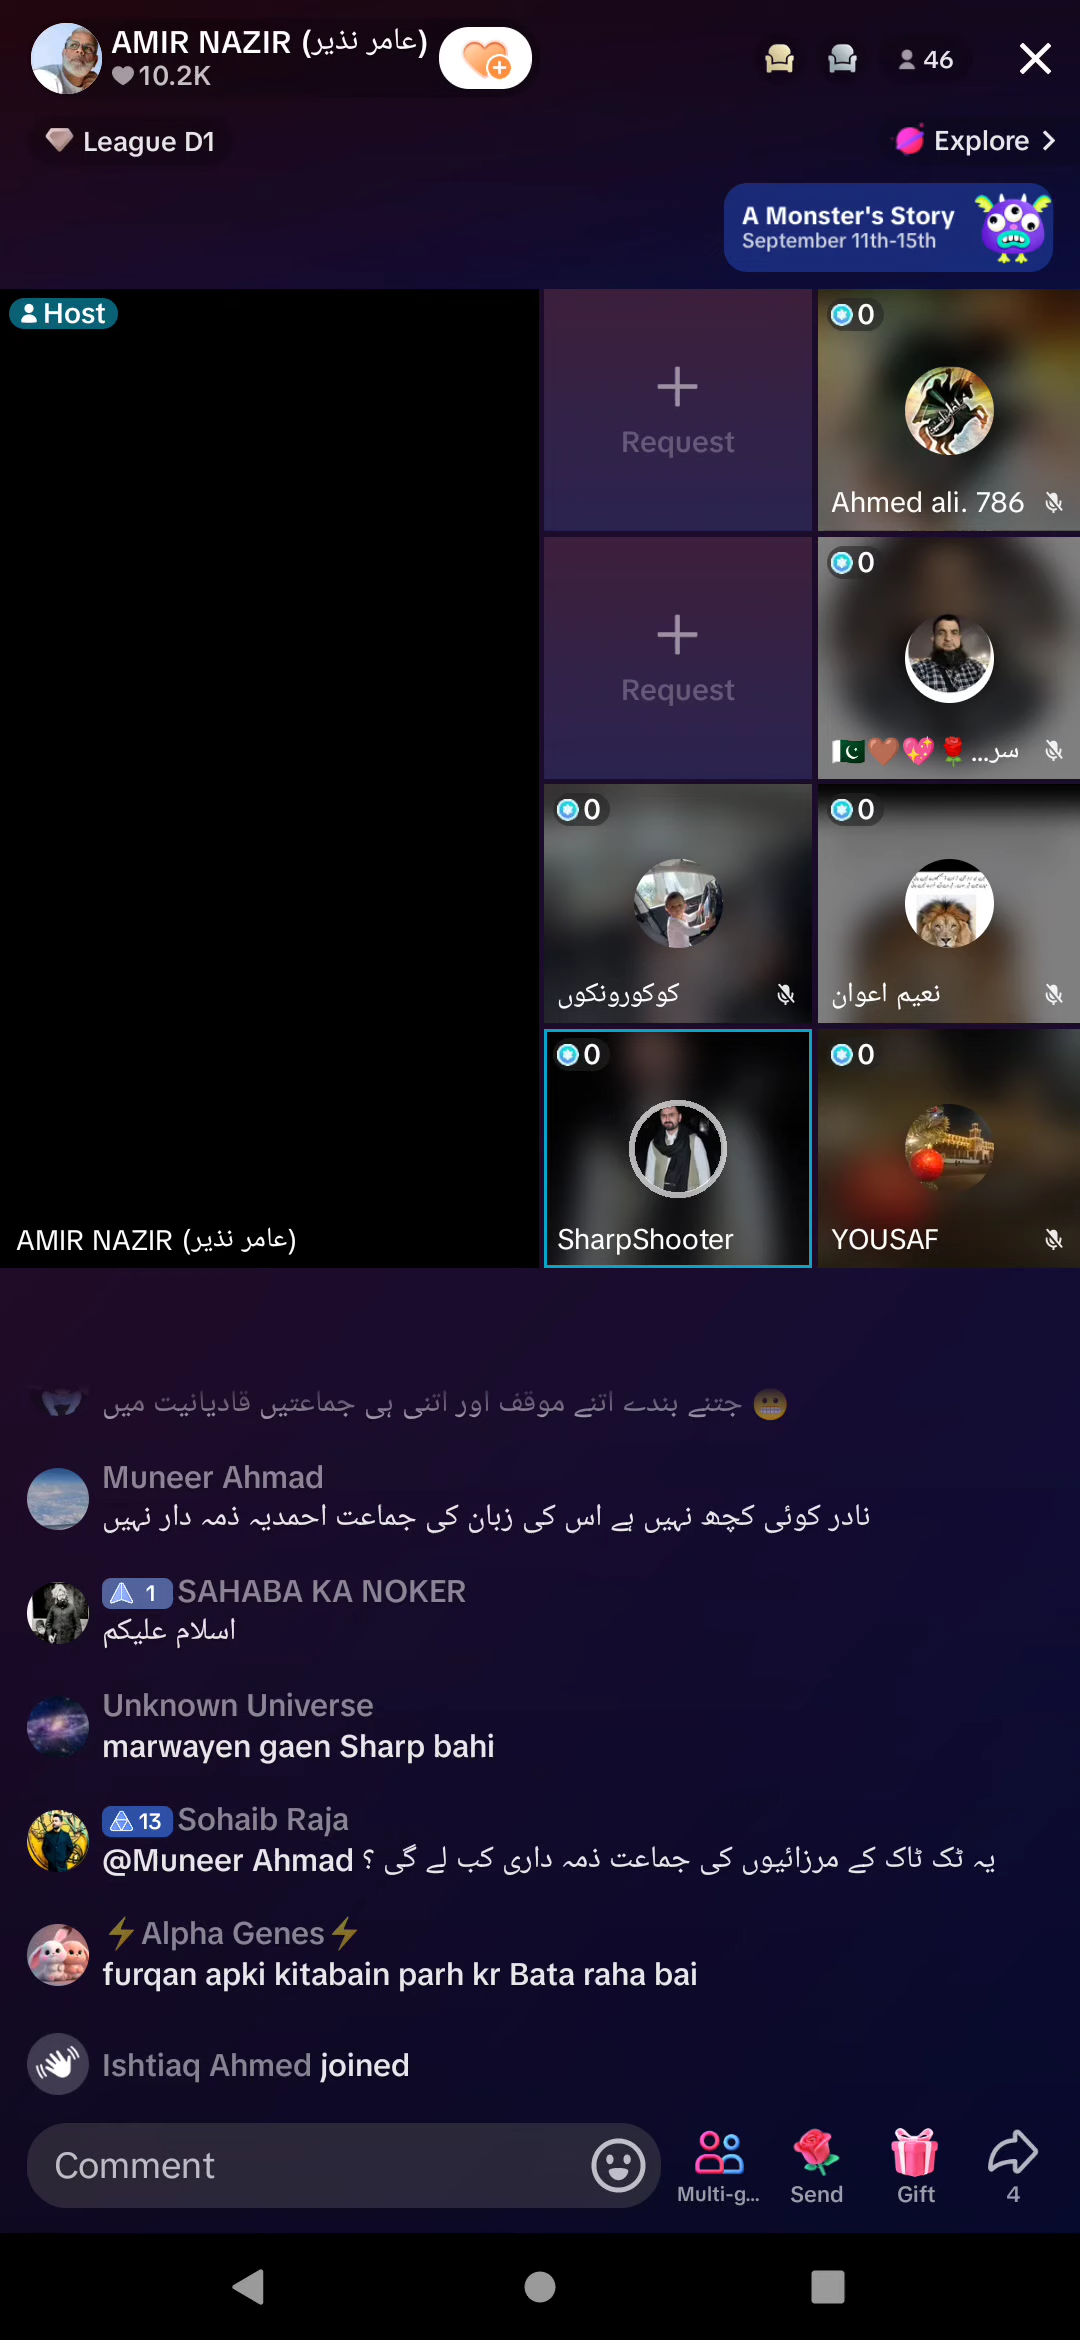 AMIR NAZIR (عامر نذیر)
10.2K
46
League D1
Explore
A Monster's Story
September 11th-15th
Host
Request
0
Ahmed ali. 786
Request
0
سر...
0
کوکورونکوں
0
نعیم اعوان
0
SharpShooter
0
YOUSAF
AMIR NAZIR (عامر نذیر)
جتنے بندے اتنے موقف اور اتنی ہی جماعتیں قادیانیت میں 😬
Muneer Ahmad
نادر کوئی کچھ نہیں ہے اس کی زبان کی جماعت احمدیہ ذمہ دار نہیں
1 SAHABA KA NOKER
اسلام علیکم
Unknown Universe
marwayen gaen Sharp bahi
13 Sohaib Raja
@Muneer Ahmad یہ ٹک ٹاک کے مرزائیوں کی جماعت ذمہ داری کب لے گی ؟
⚡Alpha Genes⚡
furqan apki kitabain parh kr Bata raha bai
Ishtiaq Ahmed joined
Comment
Multi-g...
Send
Gift
4